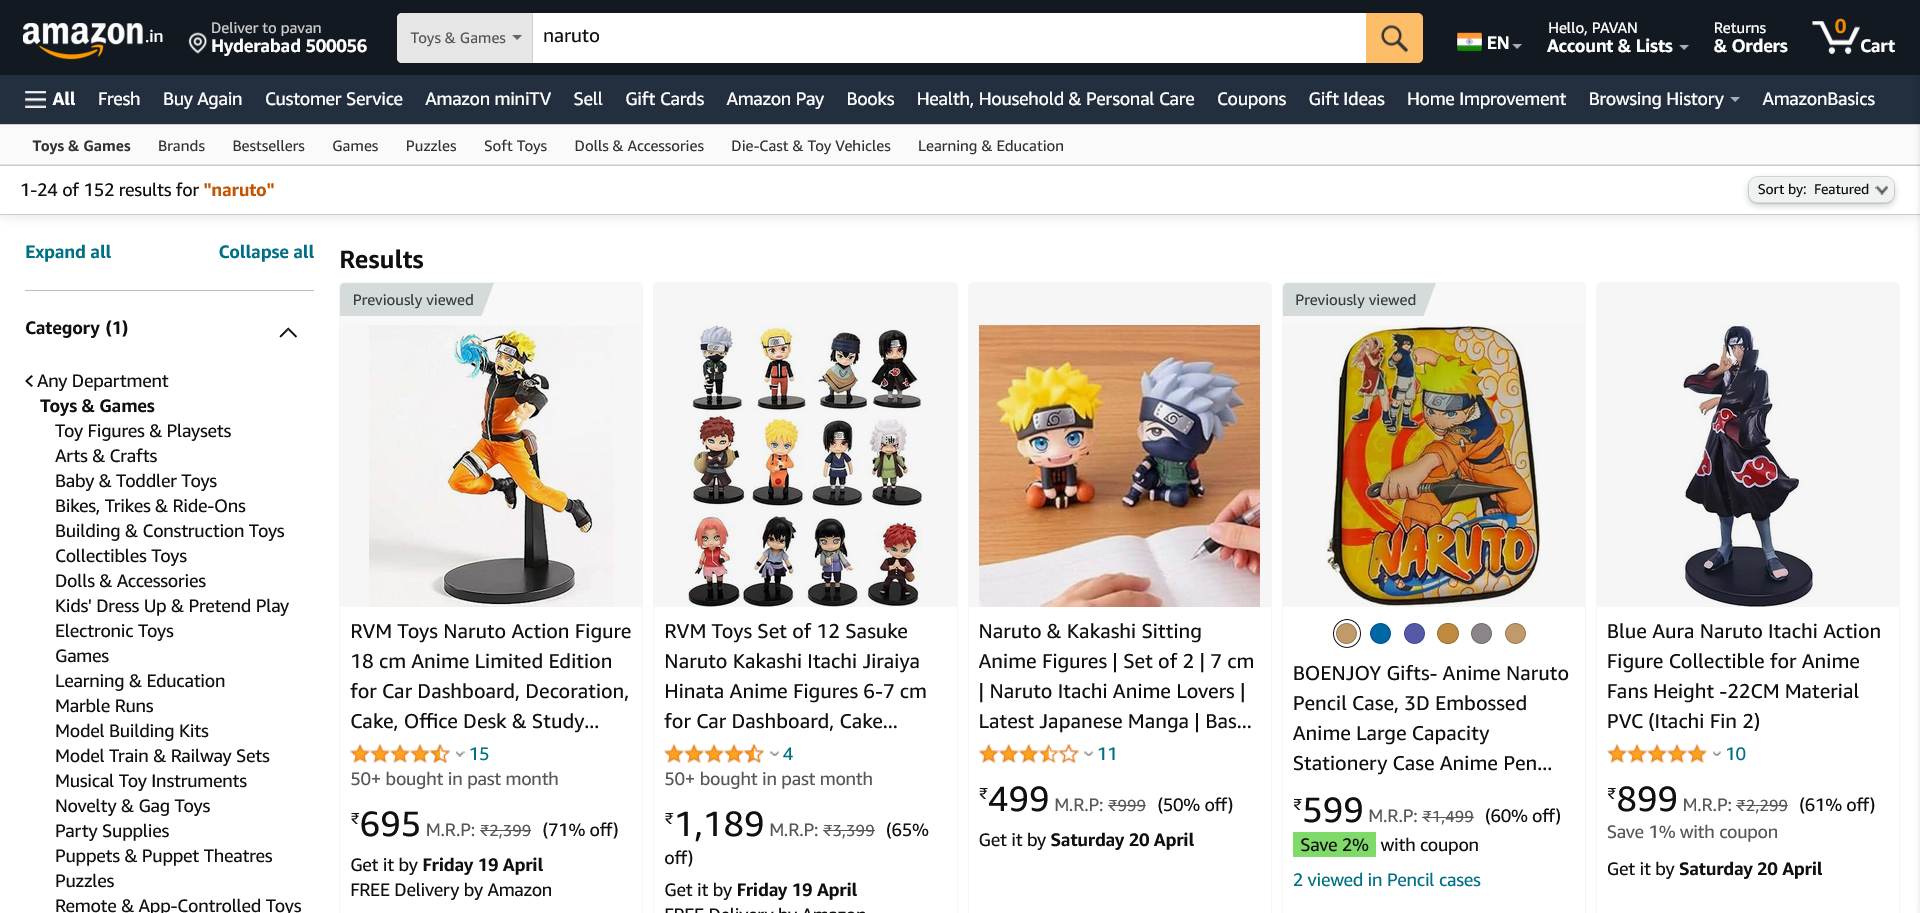 amazon.in
Deliver to pavan
Hyderabad 500056
Toys & Games
naruto
EN
Hello, PAVAN
Account & Lists
Returns
& Orders
0
Cart
All Fresh Buy Again Customer Service Amazon miniTV Sell Gift Cards Amazon Pay Books Health, Household & Personal Care Coupons Gift Ideas Home Improvement Browsing History AmazonBasics
Toys & Games Brands Bestsellers Games Puzzles Soft Toys Dolls & Accessories Die-Cast & Toy Vehicles Learning & Education
1-24 of 152 results for "naruto"
Sort by: Featured
Expand all Collapse all
Category (1)
Any Department
Toys & Games
Toy Figures & Playsets
Arts & Crafts
Baby & Toddler Toys
Bikes, Trikes & Ride-Ons
Building & Construction Toys
Collectibles Toys
Dolls & Accessories
Kids' Dress Up & Pretend Play
Electronic Toys
Games
Learning & Education
Marble Runs
Model Building Kits
Model Train & Railway Sets
Musical Toy Instruments
Novelty & Gag Toys
Party Supplies
Puppets & Puppet Theatres
Puzzles
Remote & App-Controlled Toys
Results
Previously viewed
RVM Toys Naruto Action Figure
18 cm Anime Limited Edition
for Car Dashboard, Decoration,
Cake, Office Desk & Study...
15
50+ bought in past month
₹695 M.R.P: ₹2,399 (71% off)
Get it by Friday 19 April
FREE Delivery by Amazon
RVM Toys Set of 12 Sasuke
Naruto Kakashi Itachi Jiraiya
Hinata Anime Figures 6-7 cm
for Car Dashboard, Cake...
4
50+ bought in past month
₹1,189 M.R.P: ₹3,399 (65%
off)
Get it by Friday 19 April
FREE Delivery by Amazon
Naruto & Kakashi Sitting
Anime Figures | Set of 2 | 7 cm
| Naruto Itachi Anime Lovers |
Latest Japanese Manga | Bas...
11
₹499 M.R.P: ₹999 (50% off)
Get it by Saturday 20 April
Previously viewed
NARUTO
BOENJOY Gifts- Anime Naruto
Pencil Case, 3D Embossed
Anime Large Capacity
Stationery Case Anime Pen...
₹599 M.R.P: ₹1,499 (60% off)
Save 2% with coupon
2 viewed in Pencil cases
Blue Aura Naruto Itachi Action
Figure Collectible for Anime
Fans Height -22CM Material
PVC (Itachi Fin 2)
10
₹899 M.R.P: ₹2,299 (61% off)
Save 1% with coupon
Get it by Saturday 20 April